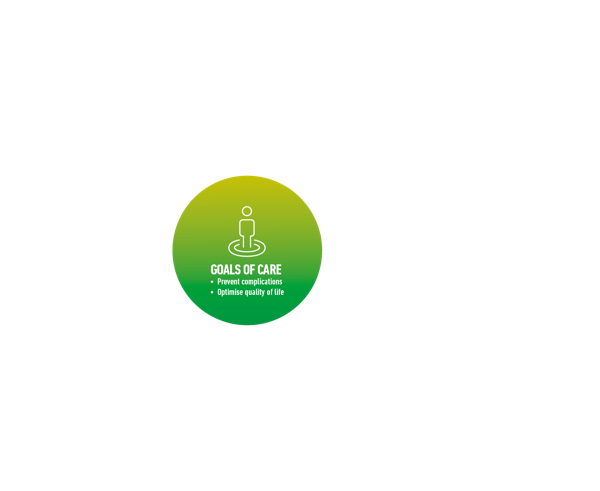 GOALS OF CARE
• Prevent complications
• Optimise quality of life